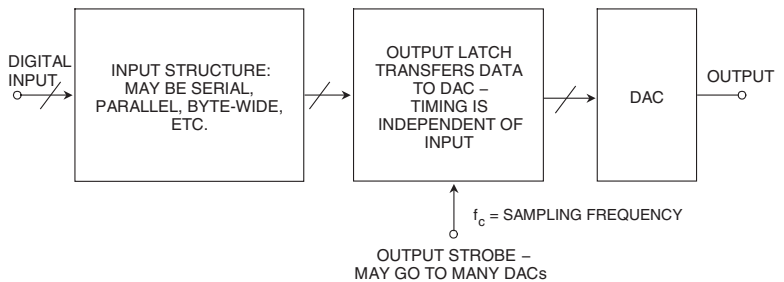 DIGITAL
INPUT
INPUT STRUCTURE:
MAY BE SERIAL,
PARALLEL, BYTE-WIDE,
ETC.
OUTPUT LATCH
TRANSFERS DATA
TO DAC –
TIMING IS
INDEPENDENT OF
INPUT
DAC
OUTPUT
fc = SAMPLING FREQUENCY
OUTPUT STROBE –
MAY GO TO MANY DACs